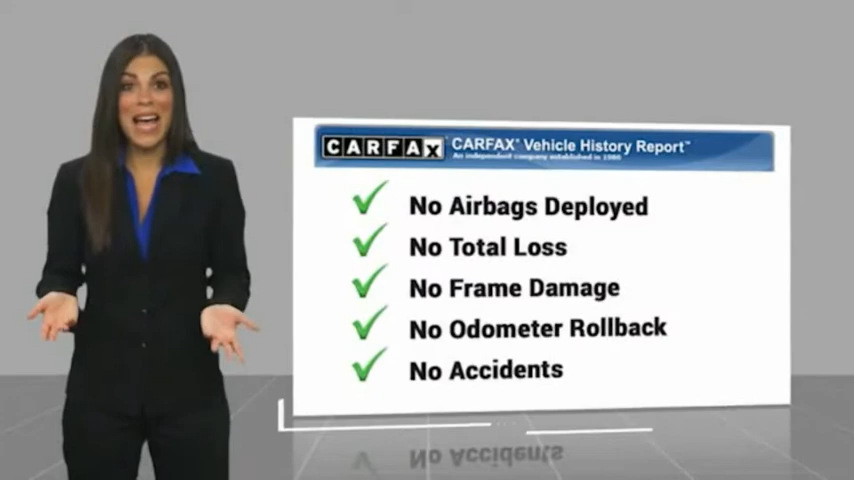 CARFAX CARFAX® Vehicle History Report™
An independent company established in 1986
No Airbags Deployed
No Total Loss
No Frame Damage
No Odometer Rollback
No Accidents
No Accidents